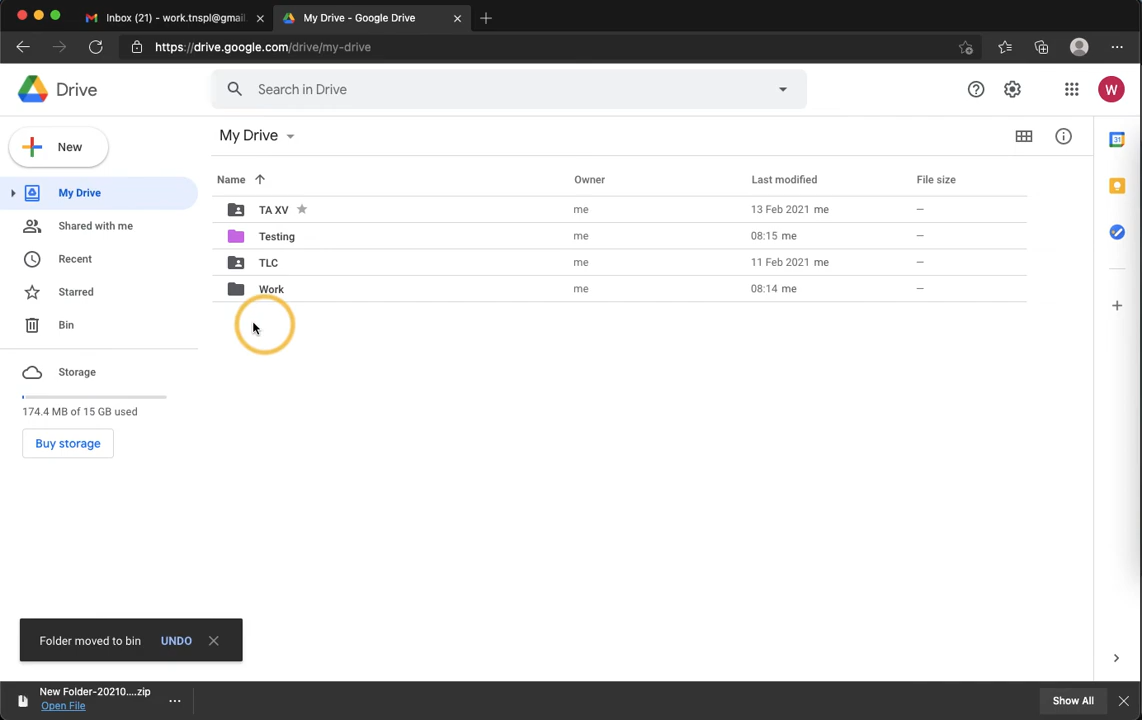 Inbox (21) - work.tnspl@gmail
My Drive - Google Drive
https://drive.google.com/drive/my-drive
Drive
Search in Drive
W
New
My Drive
Name
Owner
Last modified
File size
My Drive
TA XV
me
13 Feb 2021 me
–
Shared with me
Testing
me
08:15 me
–
Recent
TLC
me
11 Feb 2021 me
–
Starred
Work
me
08:14 me
–
Bin
Storage
174.4 MB of 15 GB used
Buy storage
31
Folder moved to bin UNDO
New Folder-20210....zip
Open File
Show All